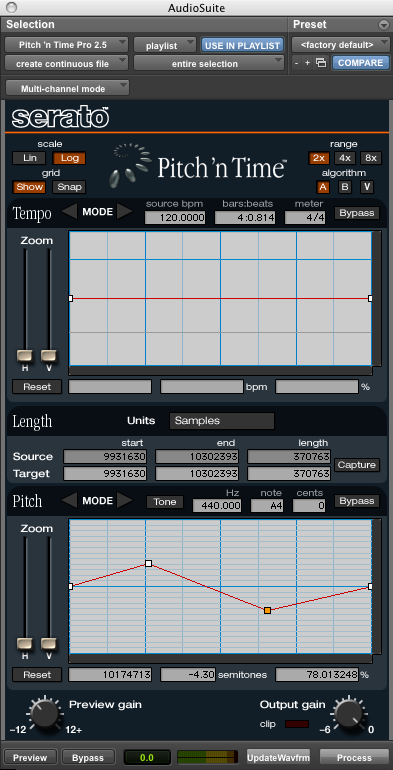 AudioSuite
Selection Preset
Pitch 'n Time Pro 2.5 playlist USE IN PLAYLIST <factory default>
create continuous file entire selection - + COMPARE
Multi-channel mode
serato™
scale range
Lin Log Pitch 'n Time™ 2x 4x 8x
grid algorithm
Show Snap A B V
source bpm bars:beats meter
Tempo MODE 120.0000 4:0.814 4/4 Bypass
Zoom
H V
Reset bpm %
Length Units Samples
start end length
Source 9931630 10302393 370763
Target 9931630 10302393 370763 Capture
Hz note cents
Pitch MODE Tone 440.000 A4 0 Bypass
Zoom
H V
Reset 10174713 -4.30 semitones 78.013248 %
Preview gain Output gain
clip
-12 12+ -6 0
Preview Bypass 0.0 UpdateWavfrm Process